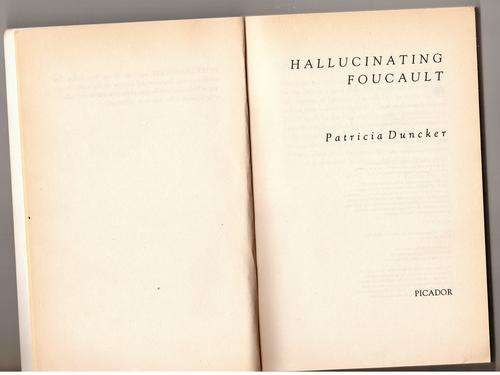 HALLUCINATING
FOUCAULT
Patricia Duncker
PICADOR